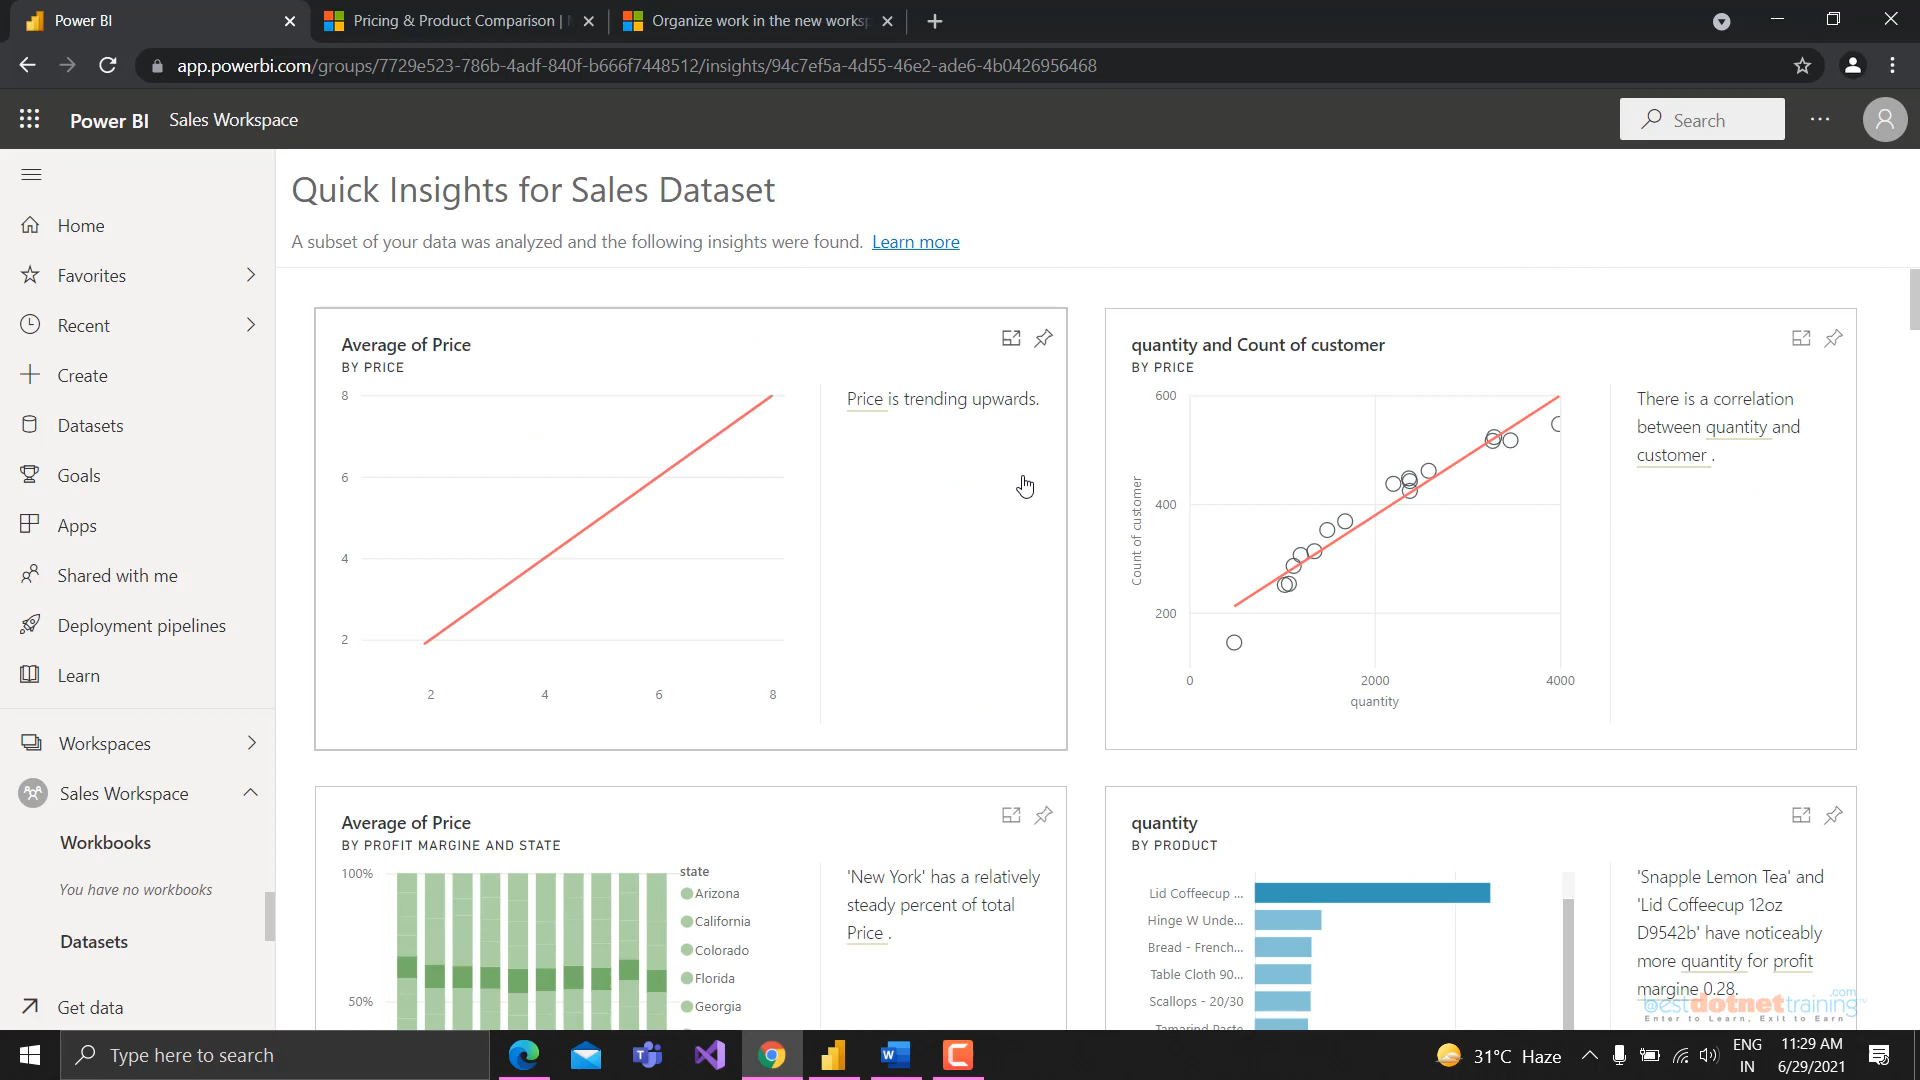 Power BI
Pricing & Product Comparison |
Organize work in the new worksp
app.powerbi.com/groups/7729e523-786b-4adf-840f-b666f7448512/insights/94c7ef5a-4d55-46e2-ade6-4b0426956468
Power BI Sales Workspace
Search
Home
Favorites
Recent
Create
Datasets
Goals
Apps
Shared with me
Deployment pipelines
Learn
Workspaces
Sales Workspace
Workbooks
You have no workbooks
Datasets
Get data
Quick Insights for Sales Dataset
A subset of your data was analyzed and the following insights were found. Learn more
Average of Price
BY PRICE
8
6
4
2
2 4 6 8
Price is trending upwards.
quantity and Count of customer
BY PRICE
600
400
200
Count of customer
0 2000 4000
quantity
There is a correlation
between quantity and
customer .
Average of Price
BY PROFIT MARGINE AND STATE
100%
50%
state
Arizona
California
Colorado
Florida
Georgia
'New York' has a relatively
steady percent of total
Price .
quantity
BY PRODUCT
Lid Coffeecup ...
Hinge W Unde...
Bread - French...
Table Cloth 90...
Scallops - 20/30
Tamarind Paste
'Snapple Lemon Tea' and
'Lid Coffeecup 12oz
D9542b' have noticeably
more quantity for profit
margine 0.28.
bestdotnettraining.com
Enter to Learn, Exit to Earn
Type here to search
31°C Haze
ENG
IN
11:29 AM
6/29/2021